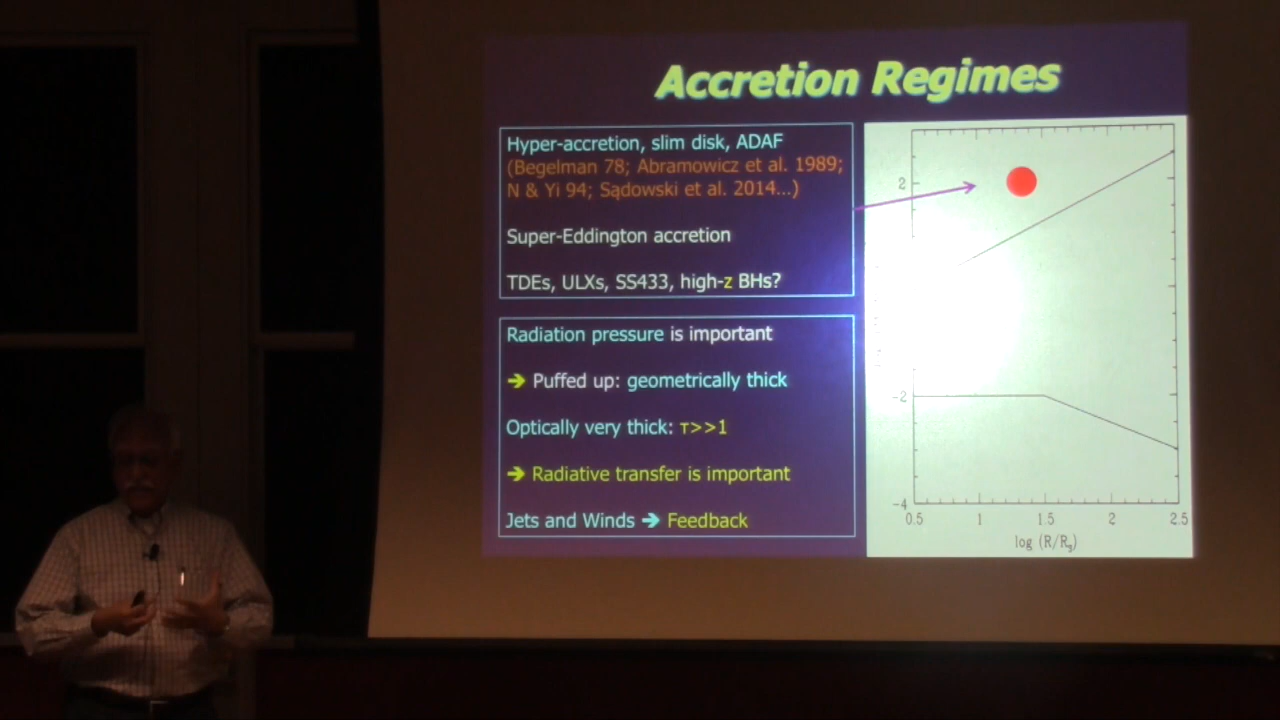 Accretion Regimes
Hyper-accretion, slim disk, ADAF
(Begelman 78; Abramowicz et al. 1989;
N & Yi 94; Sądowski et al. 2014...)
Super-Eddington accretion
TDEs, ULXs, SS433, high-z BHs?
Radiation pressure is important
➔ Puffed up: geometrically thick
Optically very thick: τ>>1
➔ Radiative transfer is important
Jets and Winds ➔ Feedback
2
-2
-4
0.5 1 1.5 2 2.5
log (R/Rs)